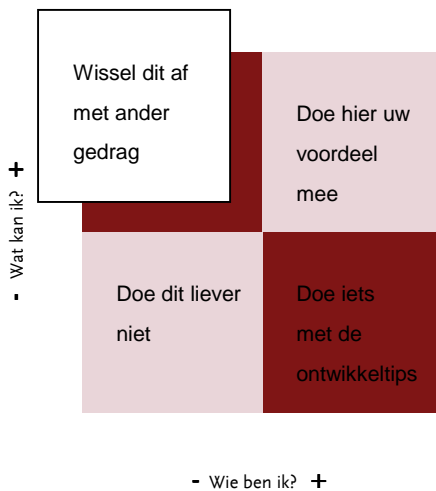 Wissel dit af
met ander
gedrag
Doe hier uw
voordeel
mee
- Wat kan ik? +
Doe dit liever
niet
Doe iets
met de
ontwikkeltips
- Wie ben ik? +